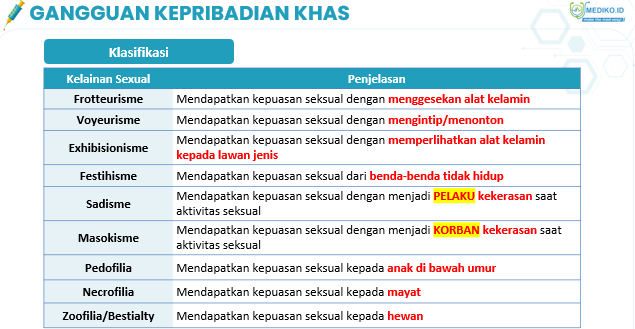 GANGGUAN KEPRIBADIAN KHAS
MEDIKO.ID
Klasifikasi
Kelainan Sexual Penjelasan
Frotteurisme Mendapatkan kepuasan seksual dengan menggesekan alat kelamin
Voyeurisme Mendapatkan kepuasan seksual dengan mengintip/menonton
Exhibisionisme Mendapatkan kepuasan seksual dengan memperlihatkan alat kelamin
kepada lawan jenis
Festihisme Mendapatkan kepuasan seksual dari benda-benda tidak hidup
Sadisme Mendapatkan kepuasan seksual dengan menjadi PELAKU kekerasan saat
aktivitas seksual
Masokisme Mendapatkan kepuasan seksual dengan menjadi KORBAN kekerasan saat
aktivitas seksual
Pedofilia Mendapatkan kepuasan seksual kepada anak di bawah umur
Necrofilia Mendapatkan kepuasan seksual kepada mayat
Zoofilia/Bestialty Mendapatkan kepuasan seksual kepada hewan